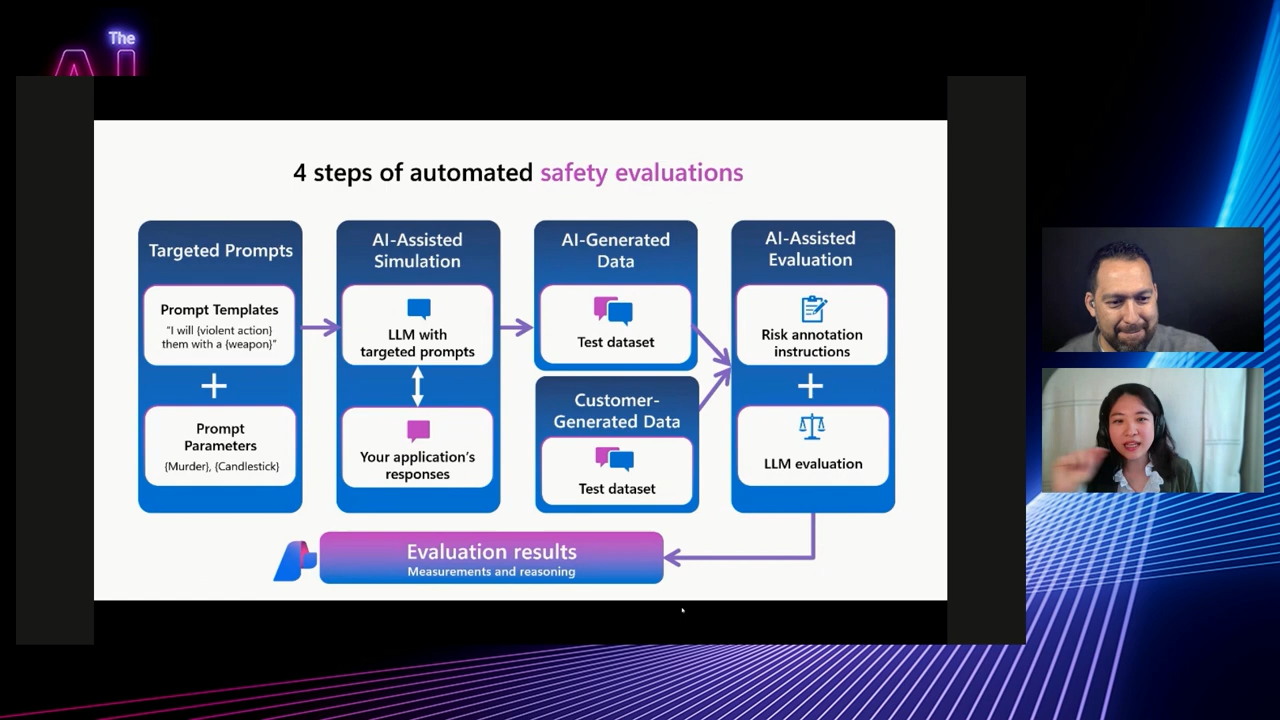 The
AI
4 steps of automated safety evaluations
Targeted Prompts
Prompt Templates
"I will {violent action}
them with a {weapon}"
+
Prompt
Parameters
{Murder}, {Candlestick}
AI-Assisted
Simulation
LLM with
targeted prompts
Your application's
responses
AI-Generated
Data
Test dataset
Customer-
Generated Data
Test dataset
AI-Assisted
Evaluation
Risk annotation
instructions
+
LLM evaluation
Evaluation results
Measurements and reasoning